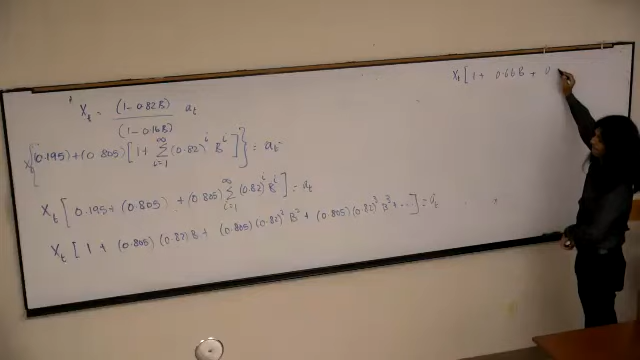 X_t = (1-0.82B) / (1-0.16B) a_t
X_t {0.195)+(0.805) [1 + ∑_{i=1}^{∞} (0.82)^i B^i]} = a_t
X_t [0.195+(0.805) +(0.805) ∑_{i=1}^{∞} (0.82)^i B^i] = a_t
X_t [1 + (0.805)(0.82)B + (0.805)(0.82)^2 B^2 + (0.805)(0.82)^3 B^3 + ...] = a_t
X_t [1 + 0.66B + 0